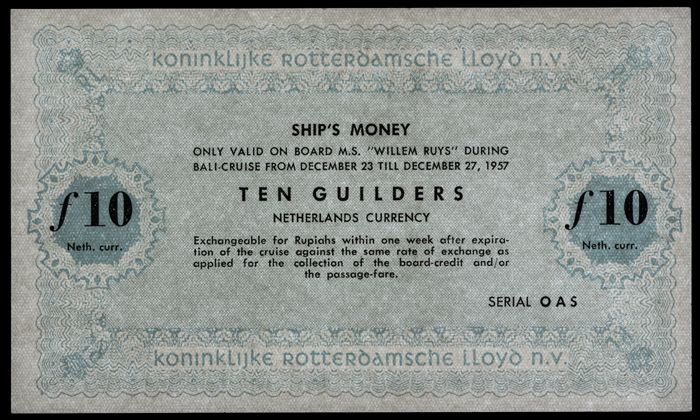 KONINKLIJKE ROTTERDAMSCHE LLOYD N.V.
SHIP'S MONEY
ONLY VALID ON BOARD M.S. "WILLEM RUYS" DURING
BALI-CRUISE FROM DECEMBER 23 TILL DECEMBER 27, 1957
TEN GUILDERS
NETHERLANDS CURRENCY
f 10
Neth. curr.
f 10
Neth. curr.
Exchangeable for Rupiahs within one week after expira-
tion of the cruise against the same rate of exchange as
applied for the collection of the board-credit and/or
the passage-fare.
SERIAL O A S
KONINKLIJKE ROTTERDAMSCHE LLOYD N.V.